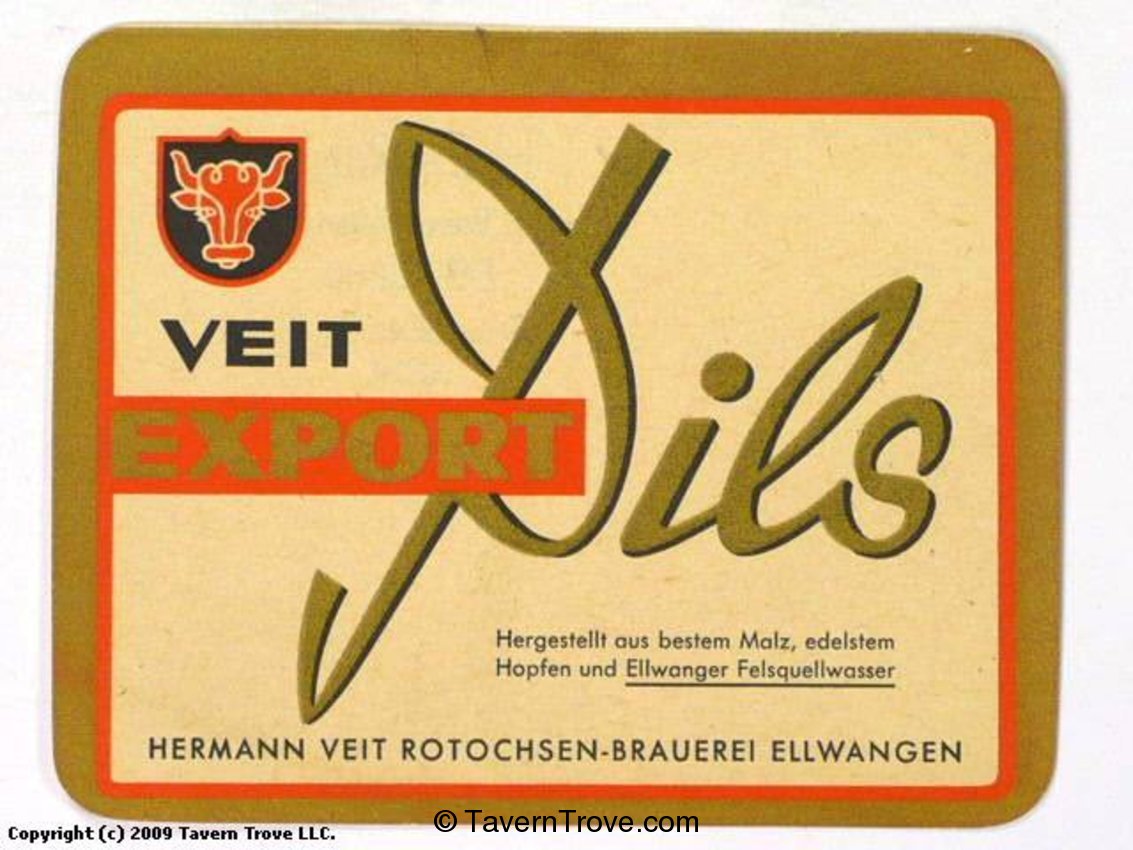 VEIT
EXPORT
Pils
Hergestellt aus bestem Malz, edelstem
Hopfen und Ellwanger Felsquellwasser
HERMANN VEIT ROTOCHSEN-BRAUEREI ELLWANGEN
Copyright (c) 2009 Tavern Trove LLC.
© TavernTrove.com